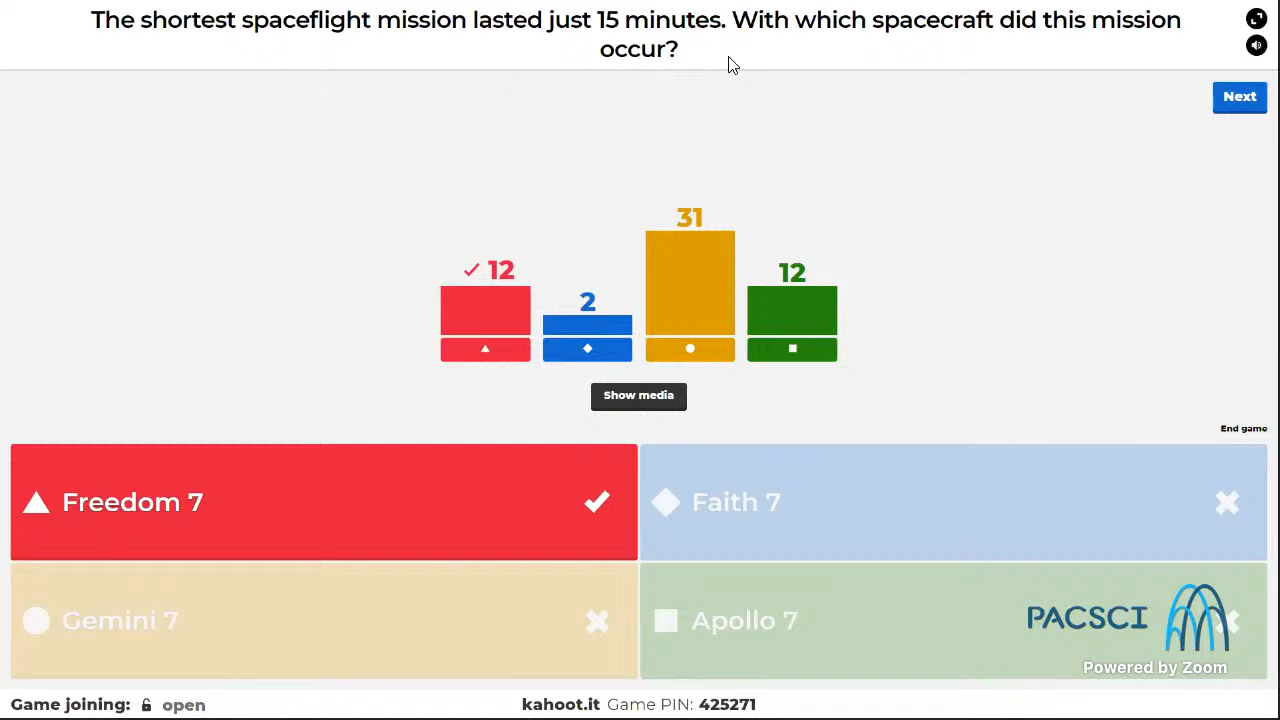 The shortest spaceflight mission lasted just 15 minutes. With which spacecraft did this mission
occur?
Next
31
12
12
2
Show media
End game
Freedom 7
Faith 7
Gemini 7
Apollo 7
PACSCI
Powered by Zoom
Game joining: open
kahoot.it Game PIN: 425271